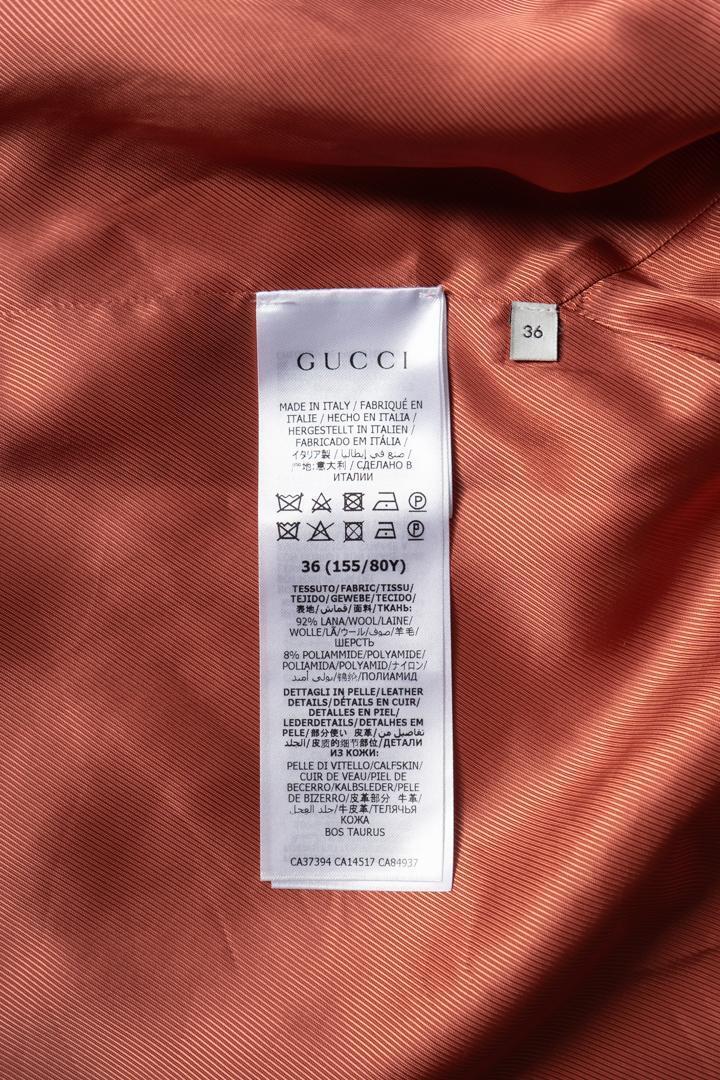 GUCCI
MADE IN ITALY / FABRIQUÉ EN
ITALIE / HECHO EN ITALIA /
HERGESTELLT IN ITALIEN /
FABRICADO EM ITÁLIA /
イタリア製 / صنع في إيطاليا /
地:意大利 / СДЕЛАНО В
ИТАЛИИ
36 (155/80Y)
TESSUTO/FABRIC/TISSU/
TEJIDO/GEWEBE/TECIDO/
表地/قماش/面料/ТКАНЬ:
92% LANA/WOOL/LAINE/
WOLLE/LÃ/ウール/صوف/羊毛/
ШЕРСТЬ
8% POLIAMMIDE/POLYAMIDE/
POLIAMIDA/POLYAMID/ナイロン/
بولي أميد/锦纶/ПОЛИАМИД
DETTAGLI IN PELLE/LEATHER
DETAILS/DÉTAILS EN CUIR/
DETALLES EN PIEL/
LEDERDETAILS/DETALHES EM
PELE/部分使い 皮革/تفاصيل من
الجلد/皮质的细节部位/ДЕТАЛИ
ИЗ КОЖИ:
PELLE DI VITELLO/CALFSKIN/
CUIR DE VEAU/PIEL DE
BECERRO/KALBSLEDER/PELE
DE BIZERRO/皮革部分 牛革/
جلد العجل/牛皮革/ТЕЛЯЧЬЯ
КОЖА
BOS TAURUS
CA37394 CA14517 CA84937
36